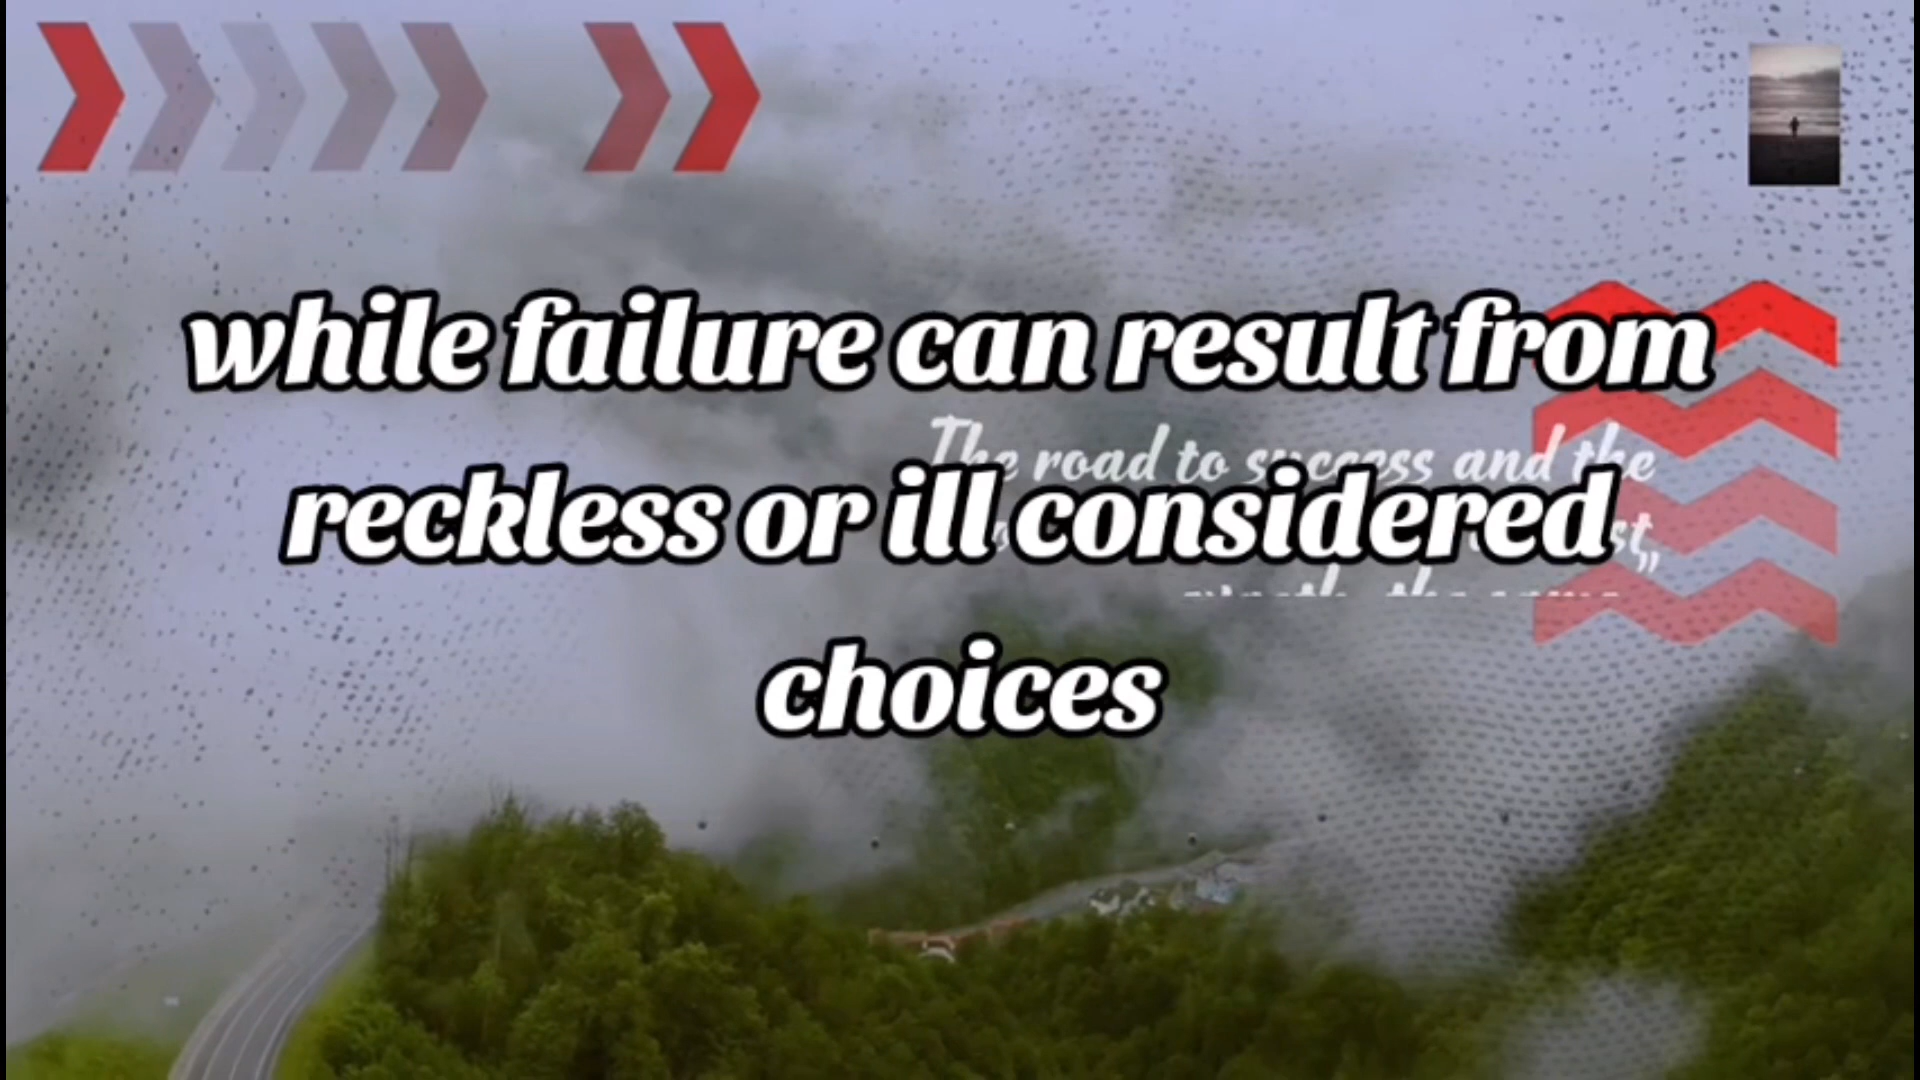 while failure can result from
The road to success and the
reckless or ill considered
choices